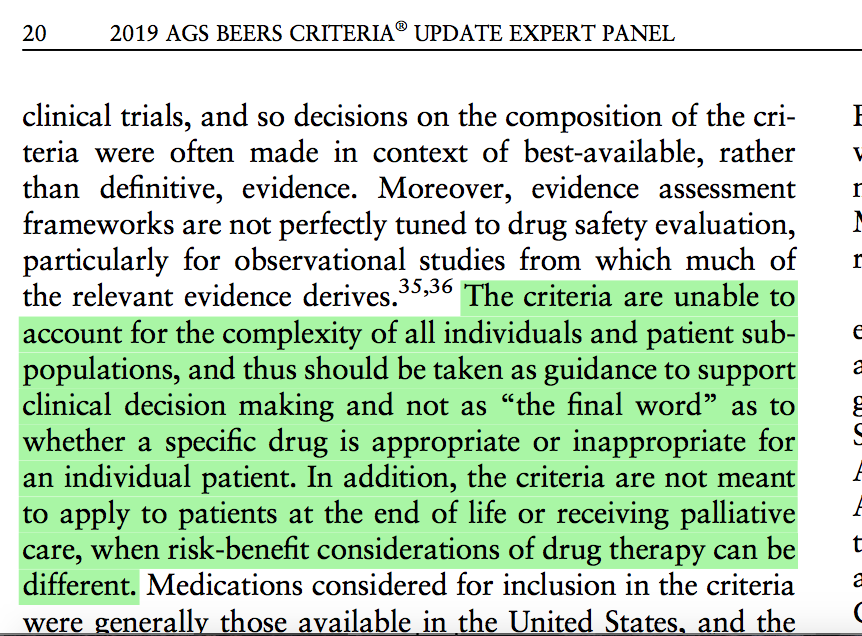 20 2019 AGS BEERS CRITERIA® UPDATE EXPERT PANEL
clinical trials, and so decisions on the composition of the cri-
teria were often made in context of best-available, rather
than definitive, evidence. Moreover, evidence assessment
frameworks are not perfectly tuned to drug safety evaluation,
particularly for observational studies from which much of
the relevant evidence derives.35,36 The criteria are unable to
account for the complexity of all individuals and patient sub-
populations, and thus should be taken as guidance to support
clinical decision making and not as “the final word” as to
whether a specific drug is appropriate or inappropriate for
an individual patient. In addition, the criteria are not meant
to apply to patients at the end of life or receiving palliative
care, when risk-benefit considerations of drug therapy can be
different. Medications considered for inclusion in the criteria
were generally those available in the United States, and the